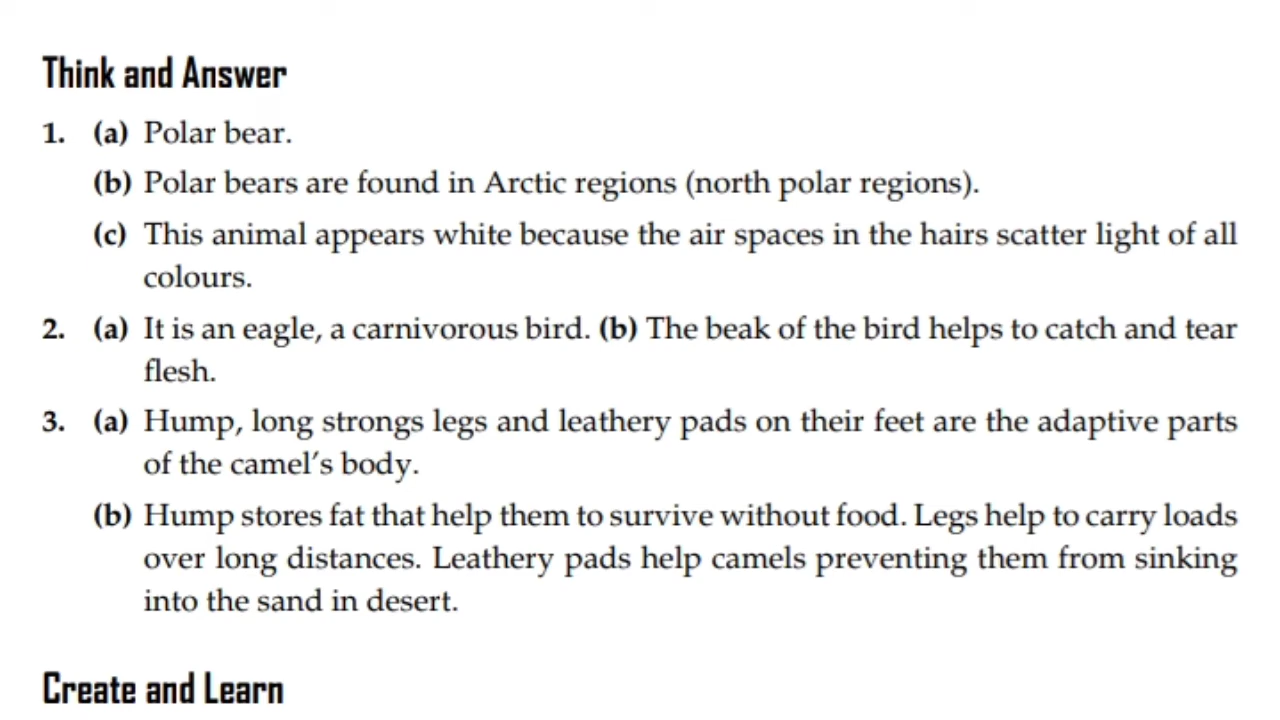 Think and Answer
1. (a) Polar bear.
(b) Polar bears are found in Arctic regions (north polar regions).
(c) This animal appears white because the air spaces in the hairs scatter light of all
colours.
2. (a) It is an eagle, a carnivorous bird. (b) The beak of the bird helps to catch and tear
flesh.
3. (a) Hump, long strongs legs and leathery pads on their feet are the adaptive parts
of the camel's body.
(b) Hump stores fat that help them to survive without food. Legs help to carry loads
over long distances. Leathery pads help camels preventing them from sinking
into the sand in desert.
Create and Learn